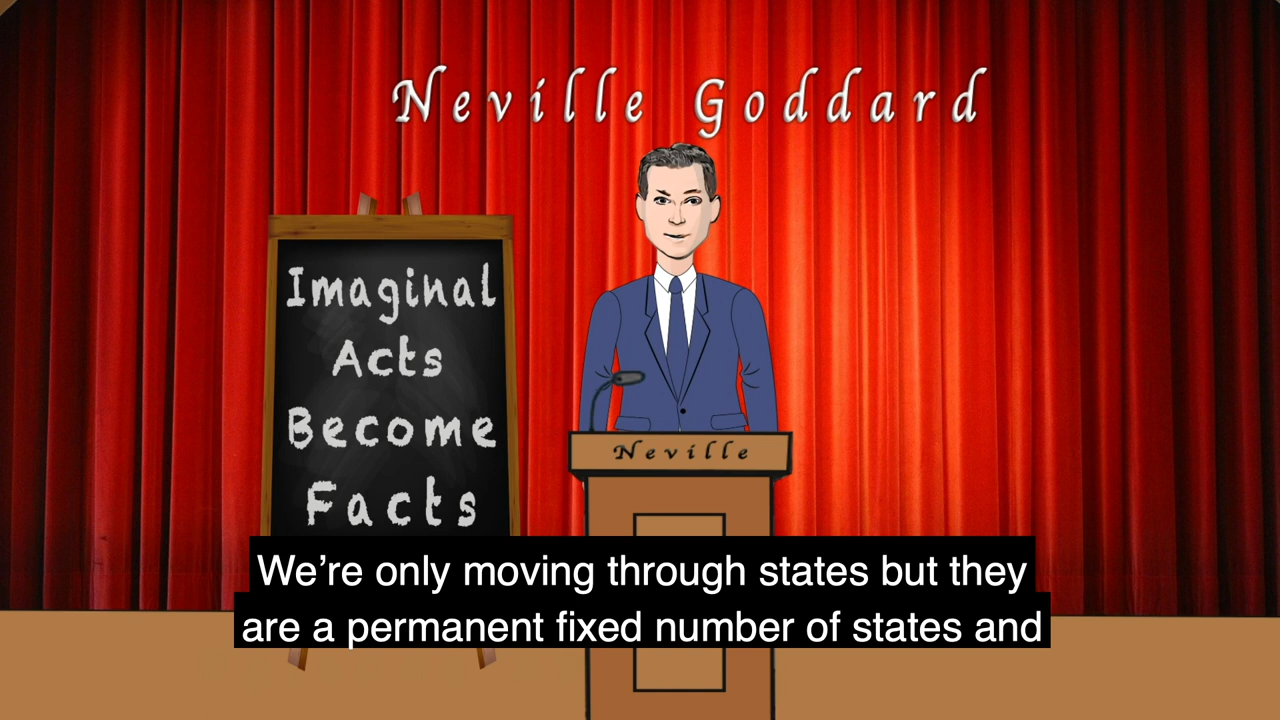 Neville Goddard
Imaginal
Acts
Become
Facts
Neville
We’re only moving through states but they
are a permanent fixed number of states and